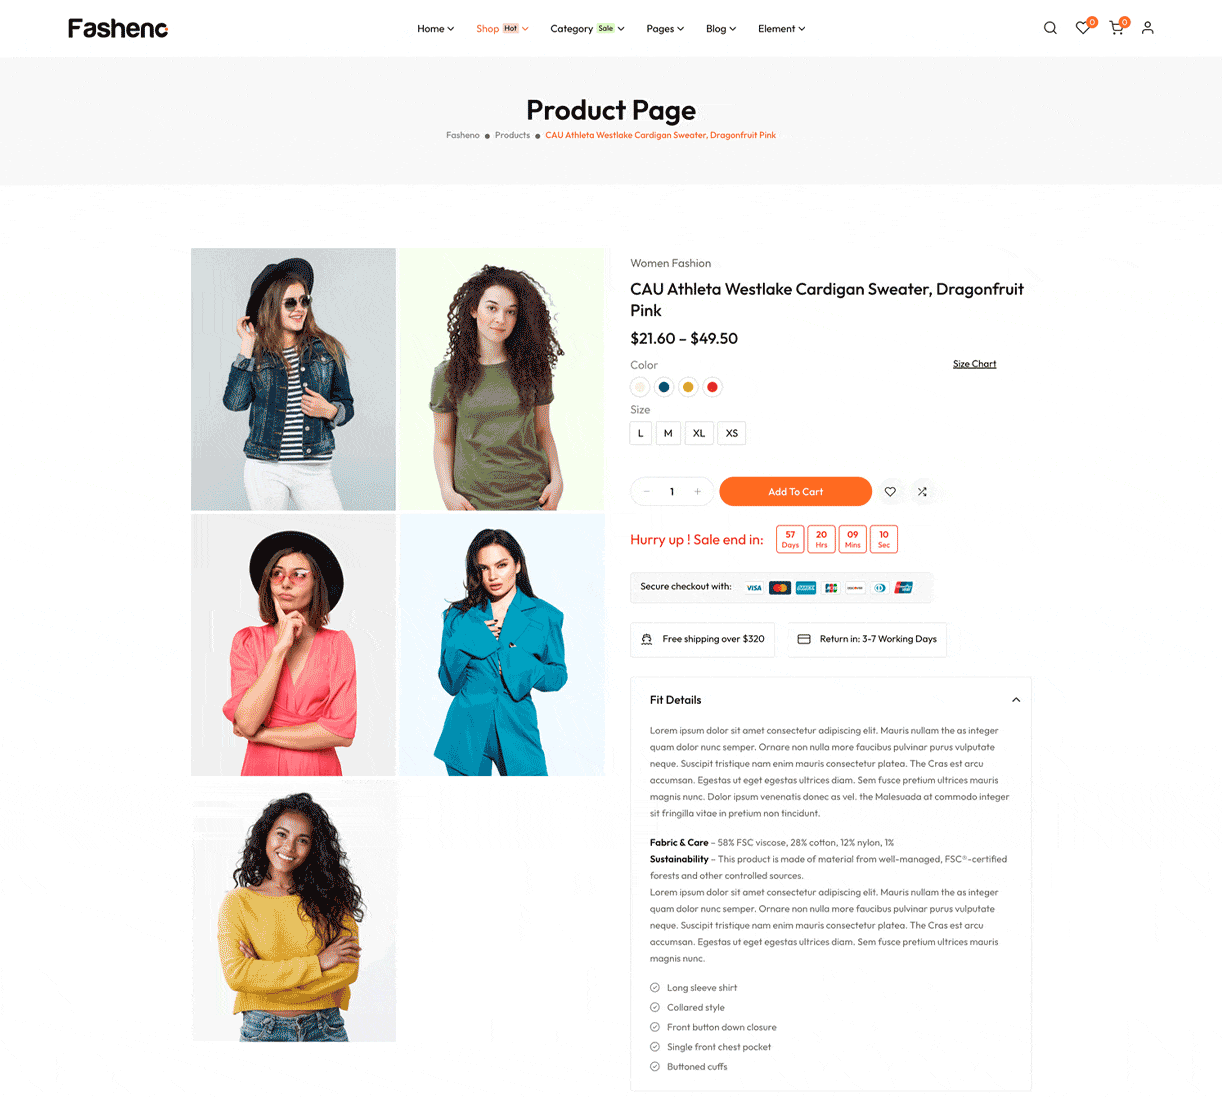 Fasheno
Home Shop Hot Category Sale Pages Blog Element
0 0
Product Page
Fasheno Products CAU Athleta Westlake Cardigan Sweater, Dragonfruit Pink
Women Fashion
CAU Athleta Westlake Cardigan Sweater, Dragonfruit
Pink
$21.60 – $49.50
Color Size Chart
Size
L M XL XS
− 1 + Add To Cart
Hurry up ! Sale end in: 57 Days 20 Hrs 09 Mins 10 Sec
Secure checkout with: VISA
Free shipping over $320 Return in: 3-7 Working Days
Fit Details
Lorem ipsum dolor sit amet consectetur adipiscing elit. Mauris nullam the as integer
quam dolor nunc semper. Ornare non nulla more faucibus pulvinar purus vulputate
neque. Suscipit tristique nam enim mauris consectetur platea. The Cras est arcu
accumsan. Egestas ut eget egestas ultrices diam. Sem fusce pretium ultrices mauris
magnis nunc. Dolor ipsum venenatis donec as vel. the Malesuada at commodo integer
sit fringilla vitae in pretium non tincidunt.
Fabric & Care – 58% FSC viscose, 28% cotton, 12% nylon, 1%
Sustainability – This product is made of material from well-managed, FSC®-certified
forests and other controlled sources.
Lorem ipsum dolor sit amet consectetur adipiscing elit. Mauris nullam the as integer
quam dolor nunc semper. Ornare non nulla more faucibus pulvinar purus vulputate
neque. Suscipit tristique nam enim mauris consectetur platea. The Cras est arcu
accumsan. Egestas ut eget egestas ultrices diam. Sem fusce pretium ultrices mauris
magnis nunc.
Long sleeve shirt
Collared style
Front button down closure
Single front chest pocket
Buttoned cuffs